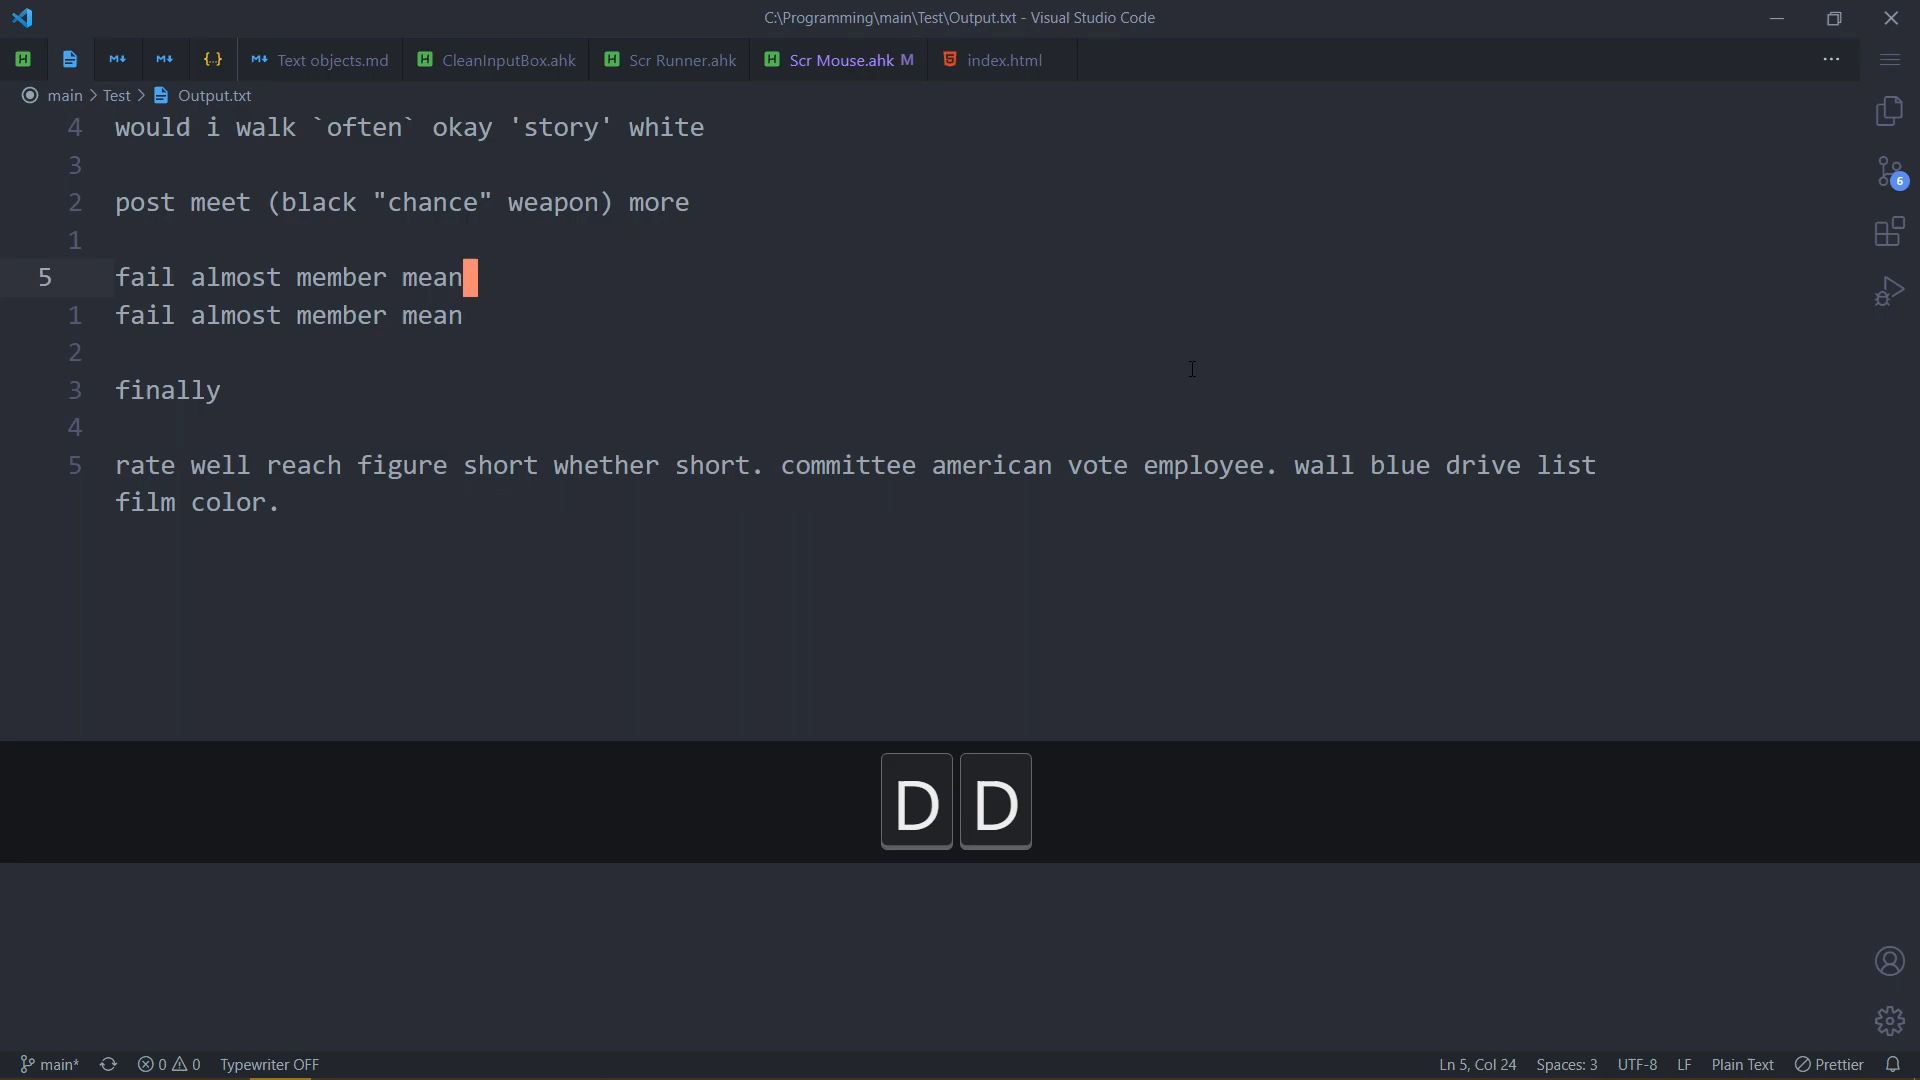 C:\Programming\main\Test\Output.txt - Visual Studio Code
Text objects.md CleanInputBox.ahk Scr Runner.ahk Scr Mouse.ahk M index.html ...
main > Test > Output.txt
4 would i walk `often` okay 'story' white
3
2 post meet (black "chance" weapon) more
1
5 fail almost member mean
1 fail almost member mean
2
3 finally
4
5 rate well reach figure short whether short. committee american vote employee. wall blue drive list
film color.
6
D D
main* 0 0 Typewriter OFF Ln 5, Col 24 Spaces: 3 UTF-8 LF Plain Text Prettier